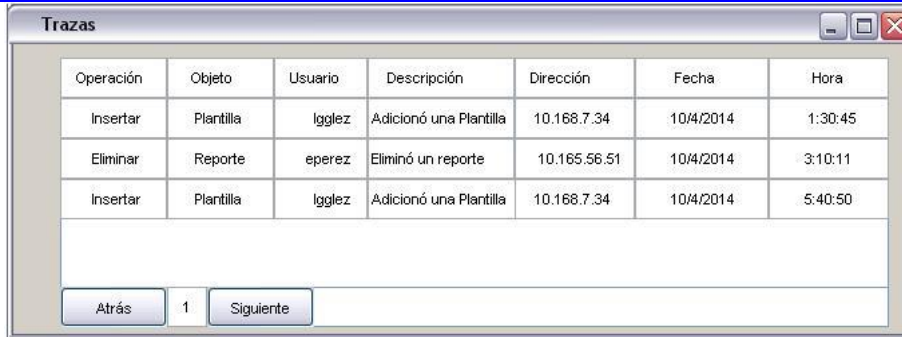 Trazas
Operación Objeto Usuario Descripción Dirección Fecha Hora
Insertar Plantilla lgglez Adicionó una Plantilla 10.168.7.34 10/4/2014 1:30:45
Eliminar Reporte eperez Eliminó un reporte 10.165.56.51 10/4/2014 3:10:11
Insertar Plantilla lgglez Adicionó una Plantilla 10.168.7.34 10/4/2014 5:40:50
Atrás 1 Siguiente